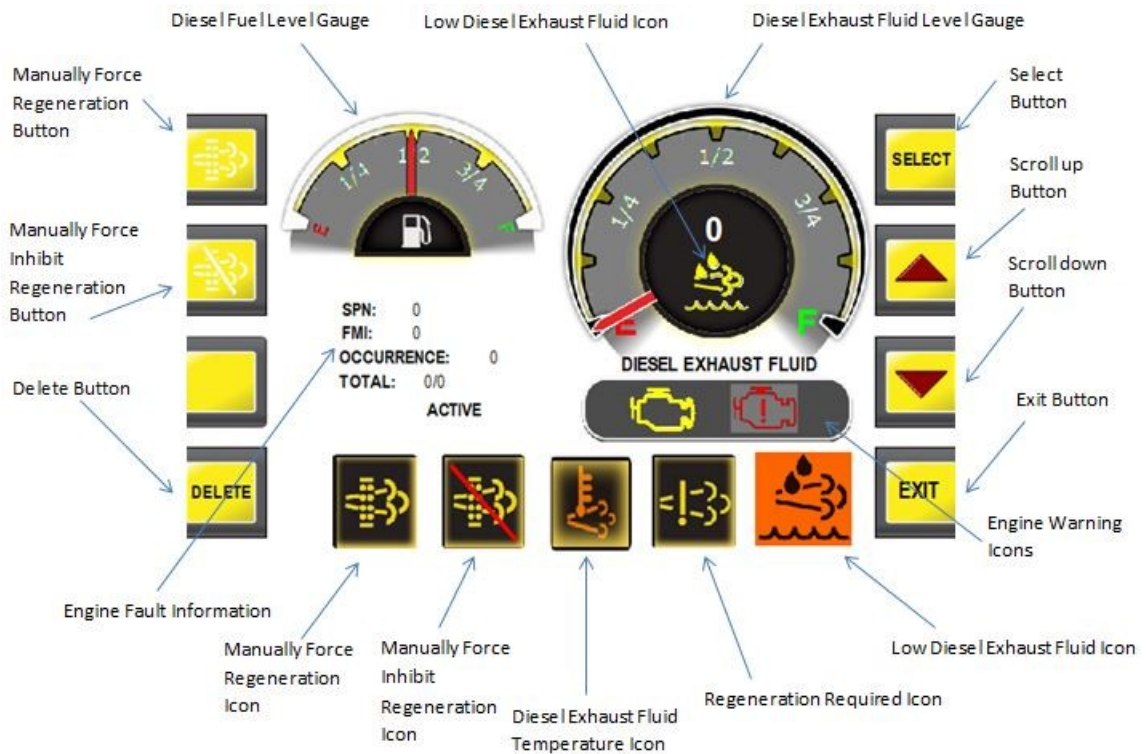 Diesel Fuel Level Gauge
Low Diesel Exhaust Fluid Icon
Diesel Exhaust Fluid Level Gauge
Manually Force
Regeneration
Button
Select
Button
1/4
1/2
3/4
E
F
1/4
1/2
3/4
0
E
F
SELECT
Scroll up
Button
Manually Force
Inhibit
Regeneration
Button
Scroll down
Button
SPN: 0
FMI: 0
OCCURRENCE: 0
TOTAL: 0/0
ACTIVE
DIESEL EXHAUST FLUID
Delete Button
Exit Button
DELETE
EXIT
Engine Warning
Icons
Engine Fault Information
Manually Force
Regeneration
Icon
Manually Force
Inhibit
Regeneration
Icon
Diesel Exhaust Fluid
Temperature Icon
Regeneration Required Icon
Low Diesel Exhaust Fluid Icon